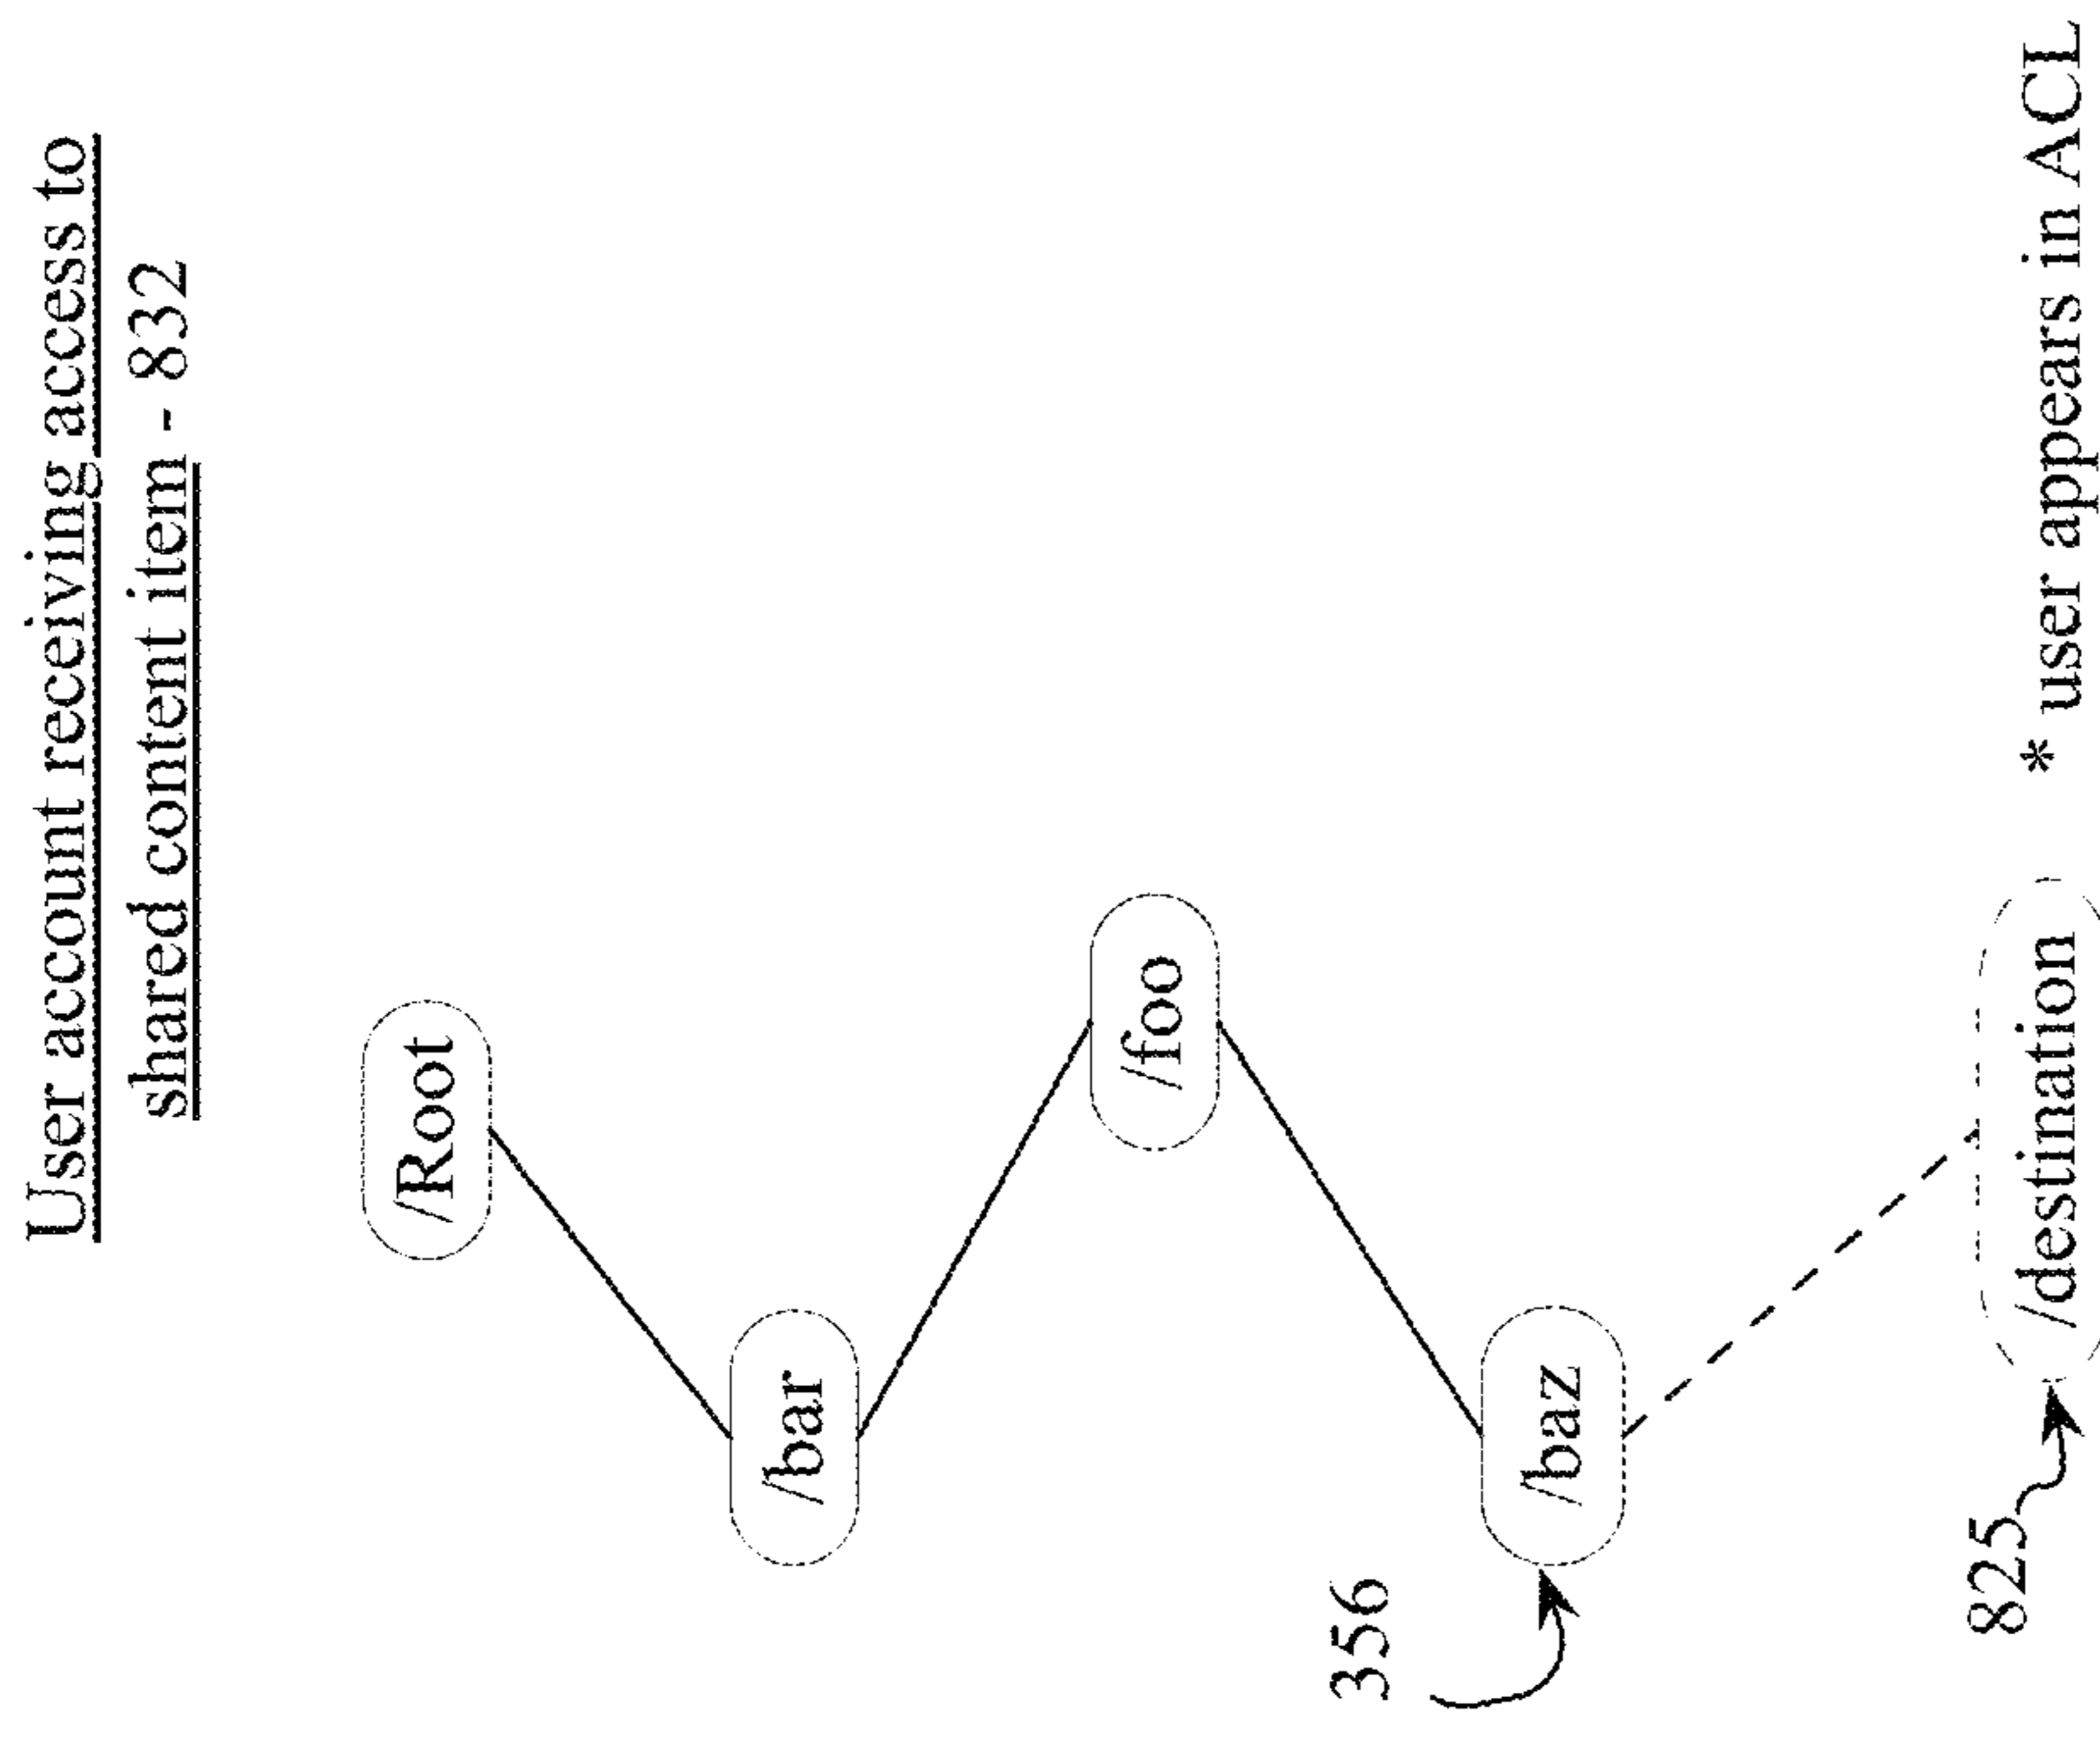 User account receiving access to
shared content item - 832
/Root
/bar
/foo
/baz
356
/destination
* user appears in ACL
825